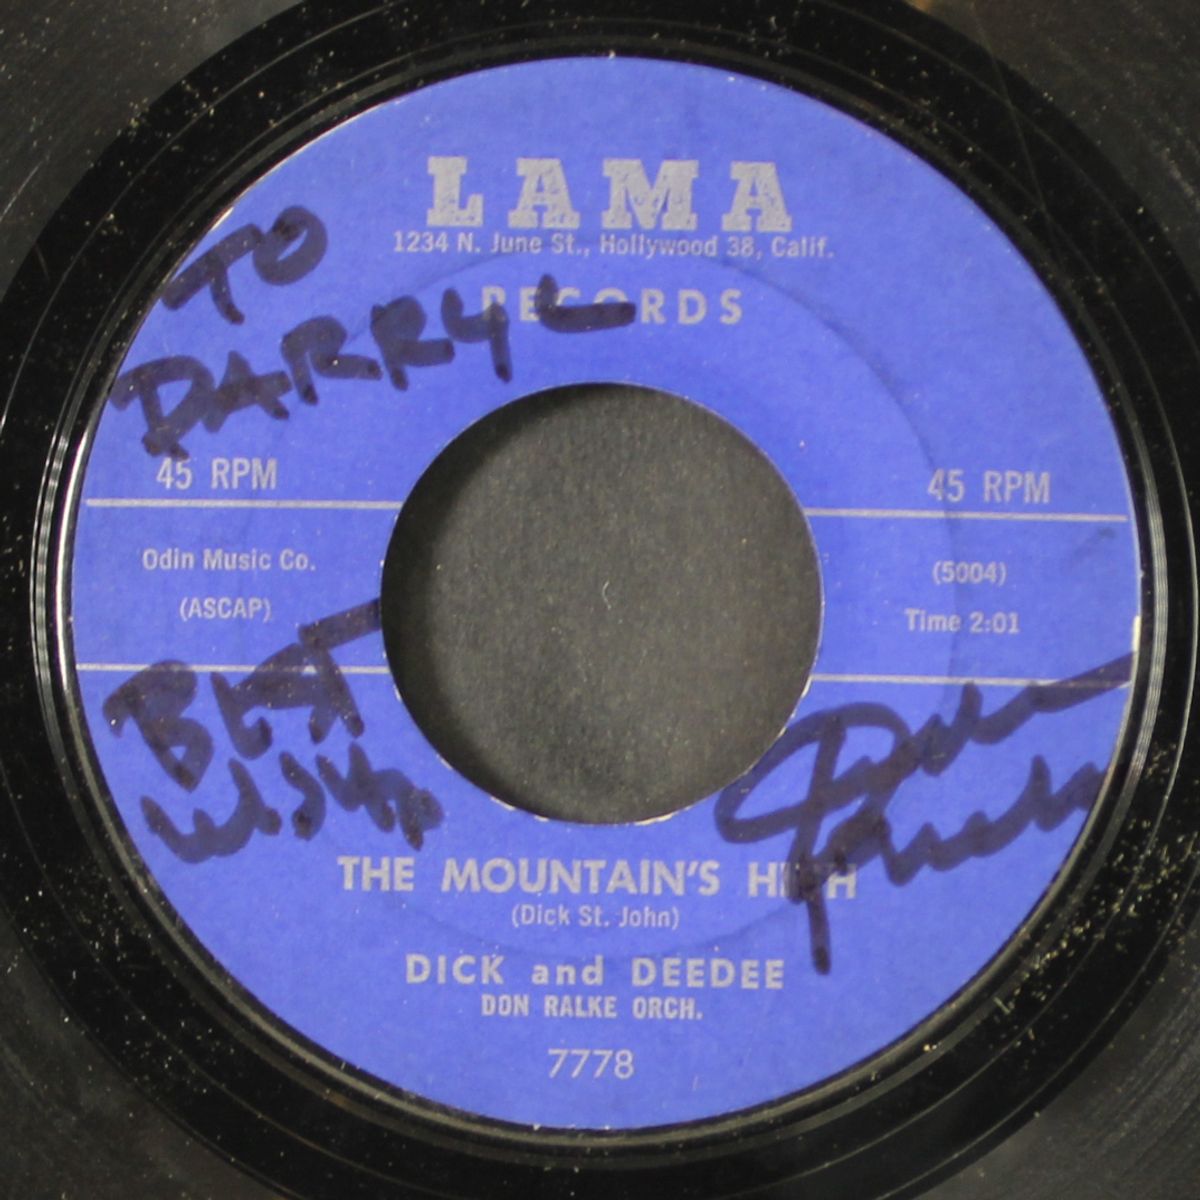 LAMA
1234 N. June St., Hollywood 38, Calif.
RECORDS
TO
DARRYL
45 RPM
45 RPM
Odin Music Co.
(ASCAP)
(5004)
Time 2:01
BEST
WISHES
THE MOUNTAIN'S HIGH
(Dick St. John)
DICK and DEEDEE
DON RALKE ORCH.
7778